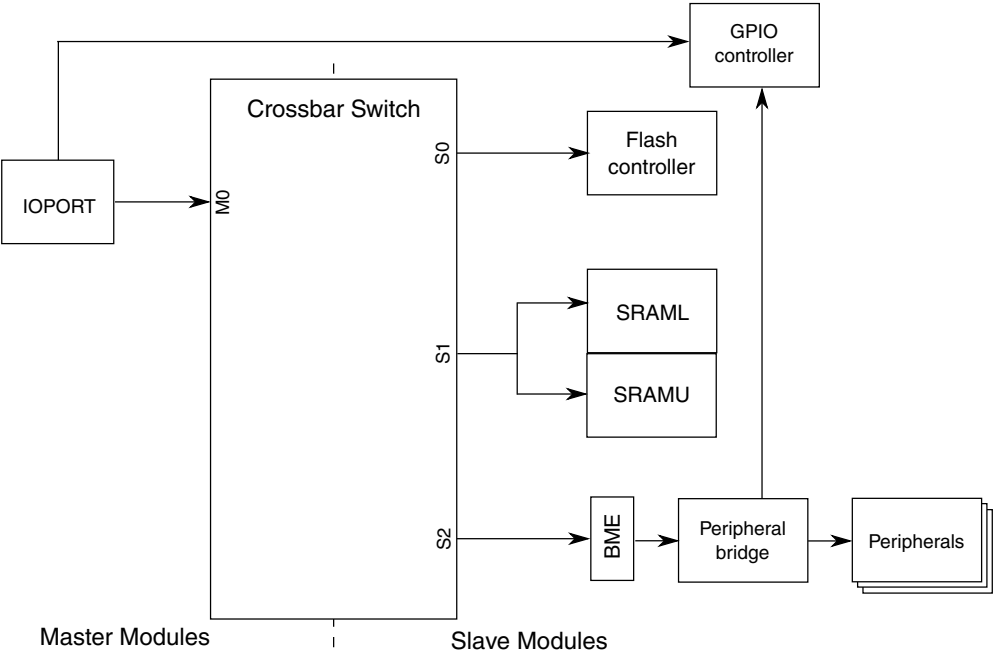 GPIO
controller
Crossbar Switch
S0
Flash
controller
IOPORT
M0
SRAML
S1
SRAMU
S2
BME
Peripheral
bridge
Peripherals
Master Modules
Slave Modules